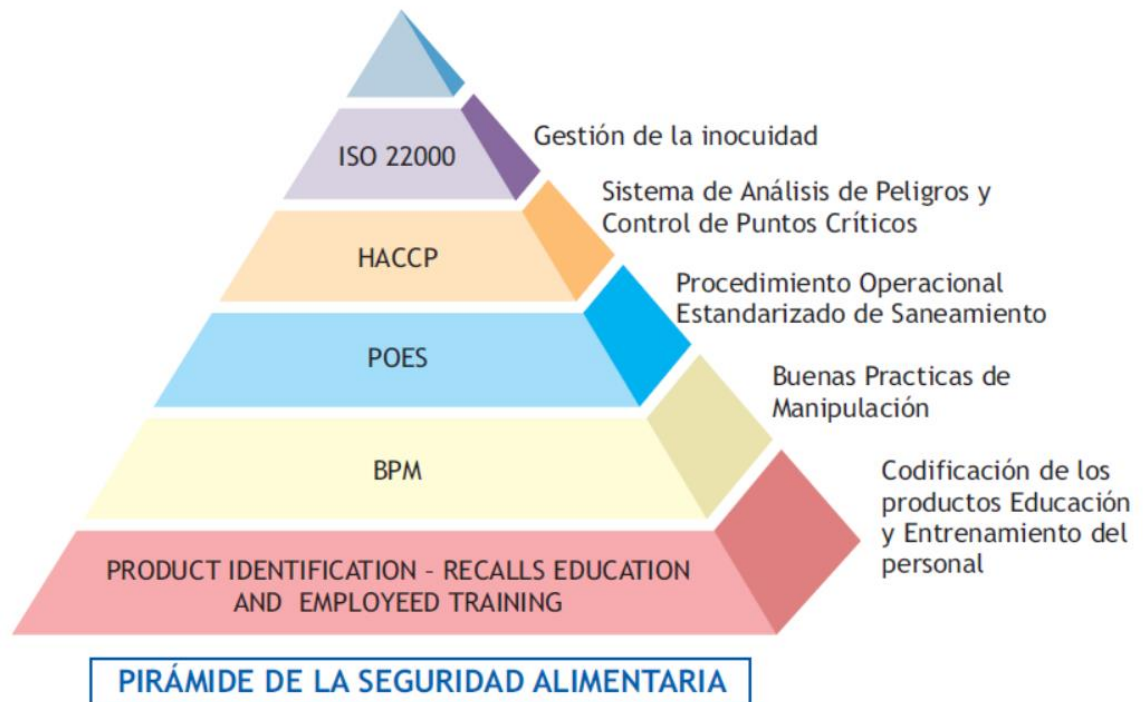 ISO 22000
Gestión de la inocuidad
HACCP
Sistema de Análisis de Peligros y
Control de Puntos Críticos
POES
Procedimiento Operacional
Estandarizado de Saneamiento
BPM
Buenas Practicas de
Manipulación
PRODUCT IDENTIFICATION - RECALLS EDUCATION
AND EMPLOYEED TRAINING
Codificación de los
productos Educación
y Entrenamiento del
personal
PIRÁMIDE DE LA SEGURIDAD ALIMENTARIA